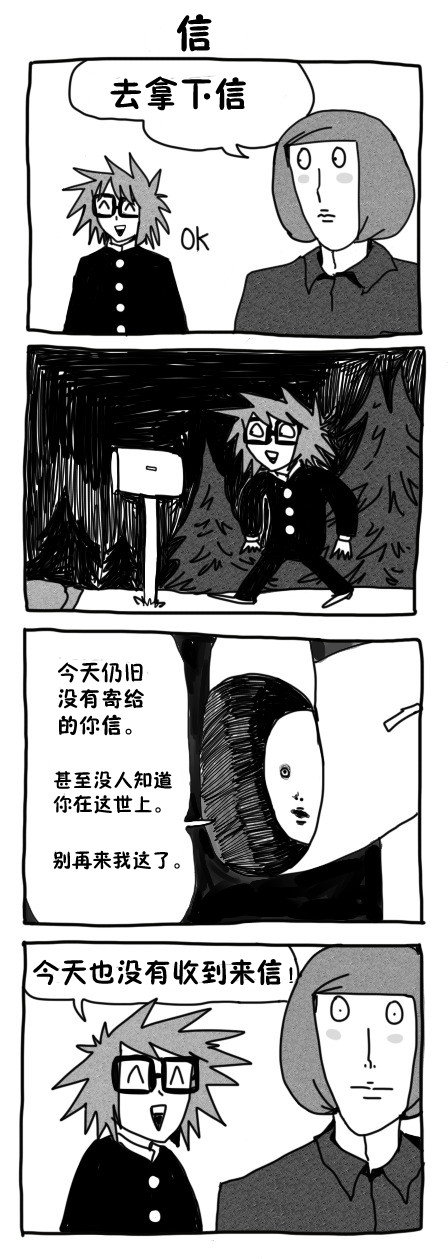 信
去拿下信
OK
今天仍旧
没有寄给
的你信。
甚至没人知道
你在这世上。
别再来我这了。
今天也没有收到来信!